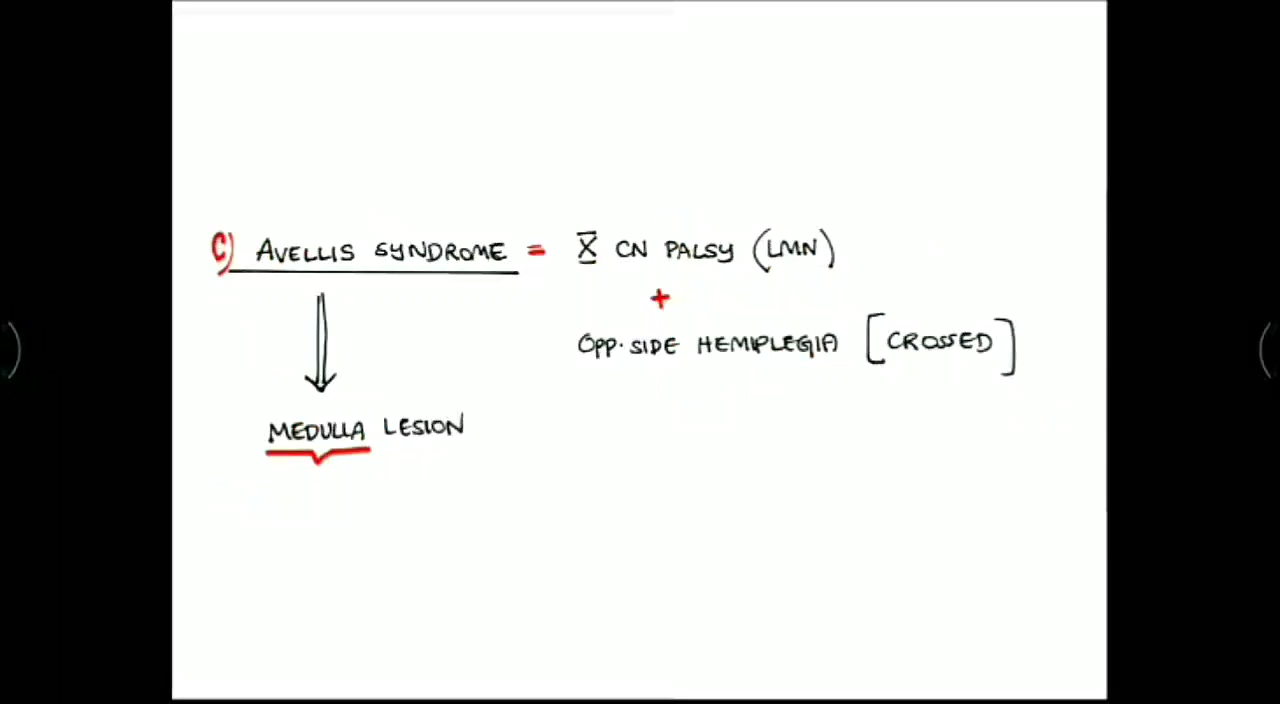 C) AVELLIS SYNDROME = X CN PALSY (LMN)
+
OPP. SIDE HEMIPLEGIA [CROSSED]
MEDULLA LESION